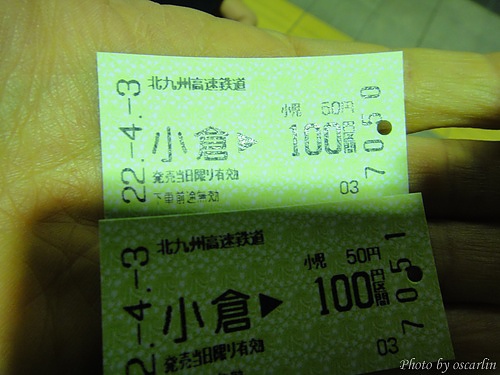 22.-4.-3
北九州高速鉄道
小児 50円
小倉▶
100円区間
発売当日限り有効
下車前途無効
03
7050
2.-4.-3
北九州高速鉄道
小児 50円
小倉▶
100円区間
発売当日限り有効
03
7051
Photo by oscarlin